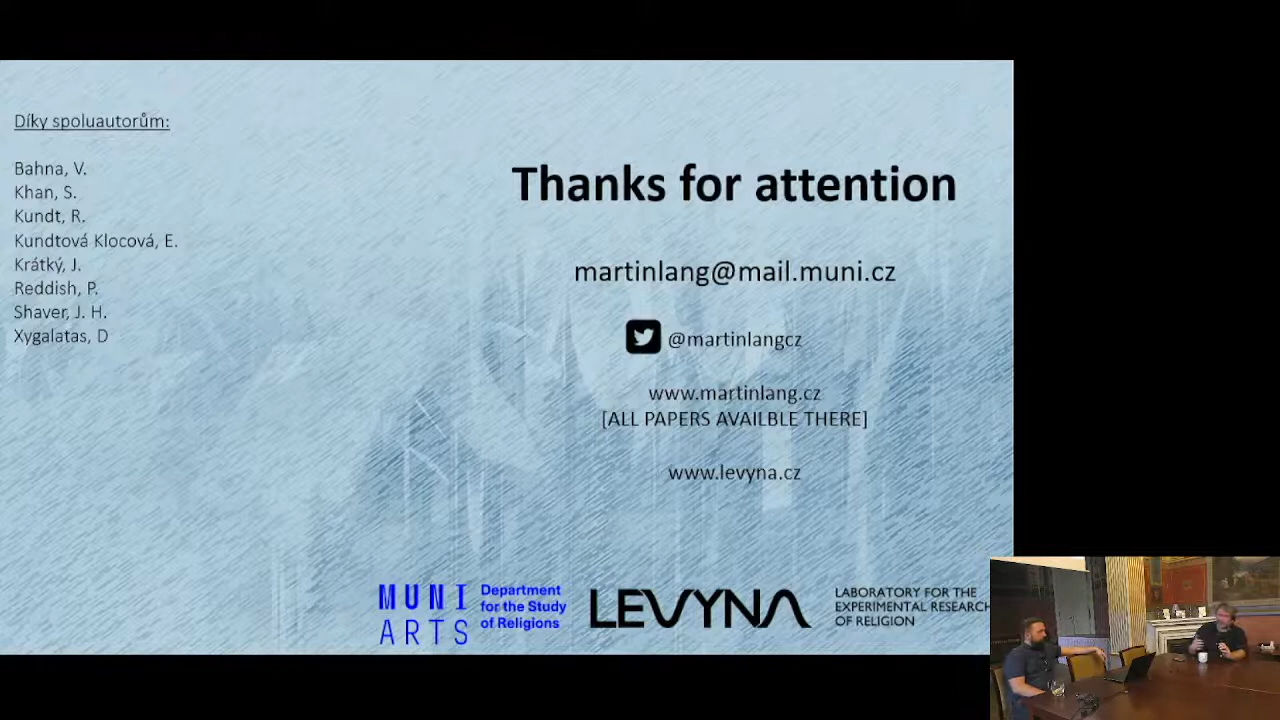 Díky spoluautorům:
Bahna, V.
Khan, S.
Kundt, R.
Kundtová Klocová, E.
Krátký, J.
Reddish, P.
Shaver, J. H.
Xygalatas, D
Thanks for attention
martinlang@mail.muni.cz
@martinlangcz
www.martinlang.cz
[ALL PAPERS AVAILBLE THERE]
www.levyna.cz
MUNI
ARTS
Department
for the Study
of Religions
LEVYNA
LABORATORY FOR THE
EXPERIMENTAL RESEARCH
OF RELIGION